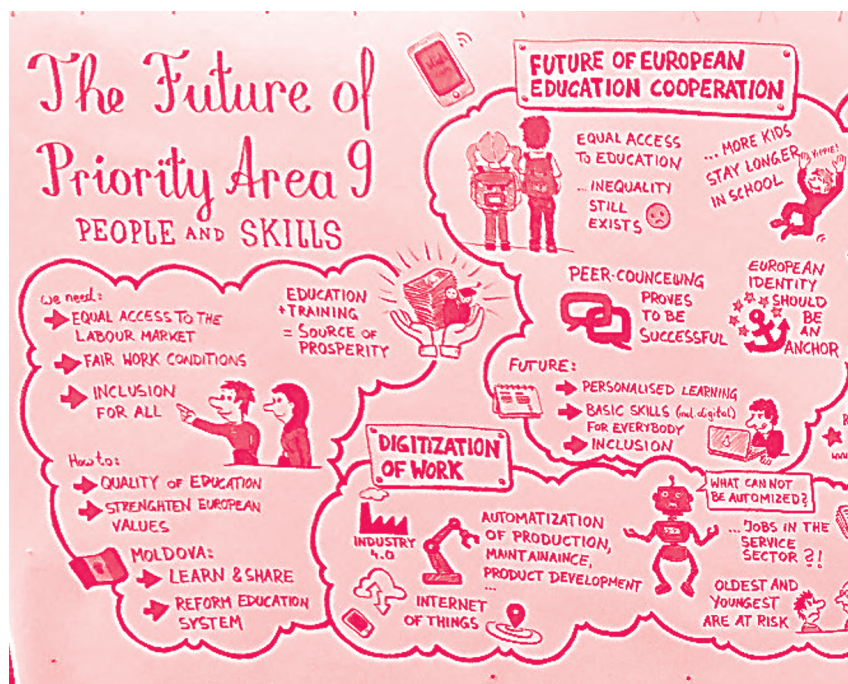 The Future of
Priority Area 9
PEOPLE AND SKILLS
we need:
EQUAL ACCESS TO THE
LABOUR MARKET
FAIR WORK CONDITIONS
INCLUSION
FOR ALL
EDUCATION
+ TRAINING
= SOURCE OF
PROSPERITY
How to:
QUALITY OF EDUCATION
STRENGHTEN EUROPEAN
VALUES
MOLDOVA:
LEARN & SHARE
REFORM EDUCATION
SYSTEM
FUTURE OF EUROPEAN
EDUCATION COOPERATION
EQUAL ACCESS
TO EDUCATION
... INEQUALITY
STILL
EXISTS
... MORE KIDS
STAY LONGER
IN SCHOOL
YIPPIE!
PEER-COUNCELLING
PROVES
TO BE
SUCCESSFUL
EUROPEAN
IDENTITY
SHOULD
BE
AN
ANCHOR
FUTURE:
PERSONALISED LEARNING
BASIC SKILLS (incl. digital)
FOR EVERYBODY
INCLUSION
DIGITIZATION
OF WORK
INDUSTRY
4.0
AUTOMATIZATION
OF PRODUCTION,
MAINTAINANCE,
PRODUCT DEVELOPMENT
...
INTERNET
OF THINGS
WHAT CAN NOT
BE AUTOMIZED?
... JOBS IN THE
SERVICE
SECTOR ?!
OLDEST AND
YOUNGEST
ARE AT RISK